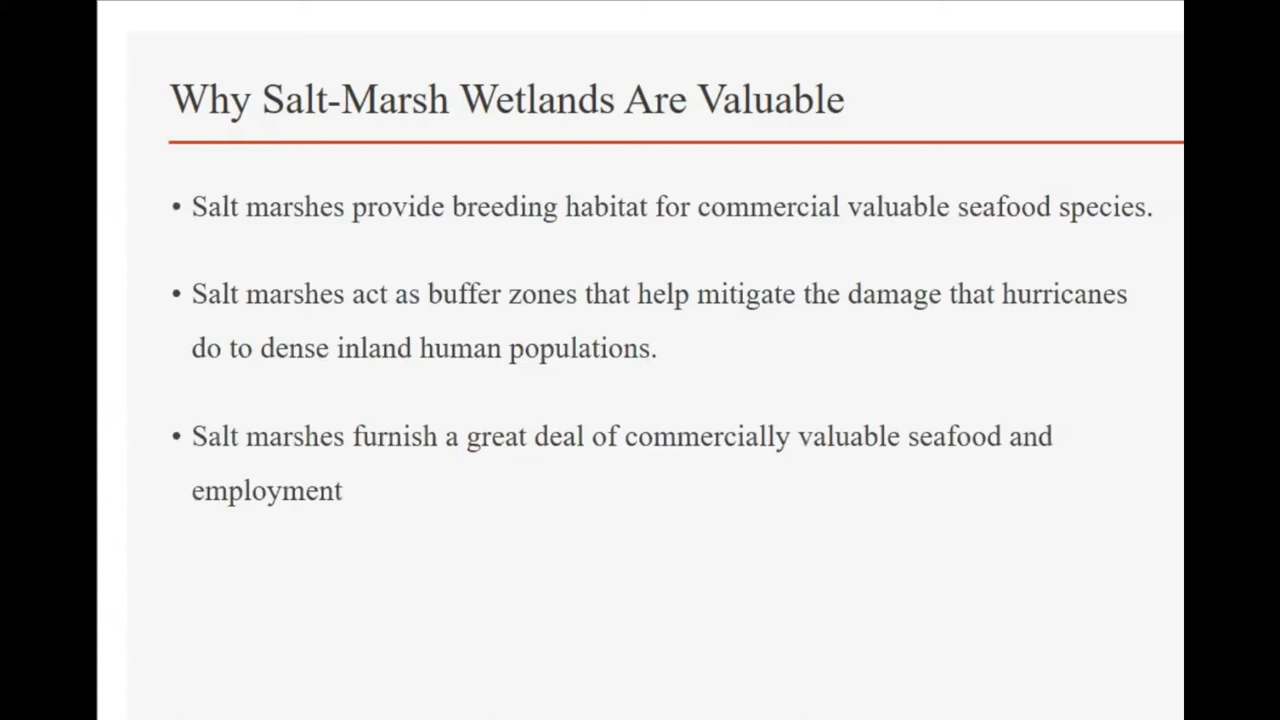 Why Salt-Marsh Wetlands Are Valuable
• Salt marshes provide breeding habitat for commercial valuable seafood species.
• Salt marshes act as buffer zones that help mitigate the damage that hurricanes
do to dense inland human populations.
• Salt marshes furnish a great deal of commercially valuable seafood and
employment